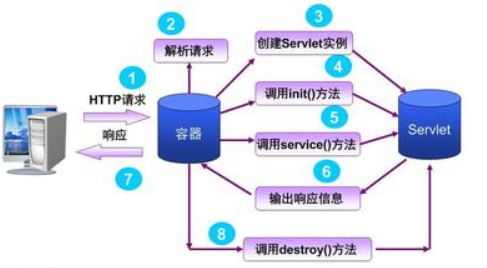 2
3
解析请求
创建Servlet实例
1
4
HTTP请求
调用init()方法
5
响应
容器
Servlet
调用service()方法
7
6
输出响应信息
8
调用destroy()方法